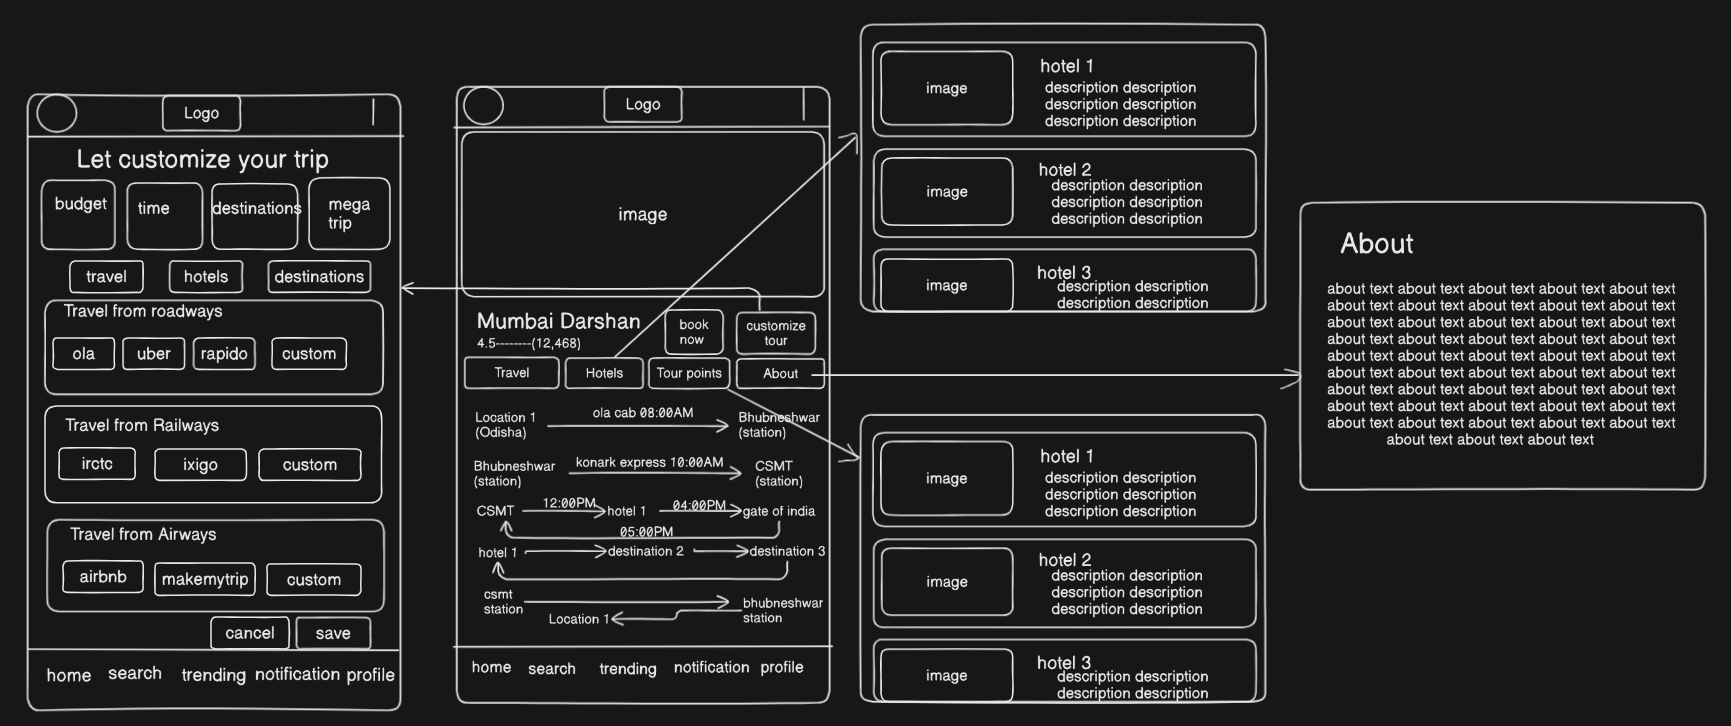 Logo
Let customize your trip
budget
time
destinations
mega
trip
travel
hotels
destinations
Travel from roadways
ola
uber
rapido
custom
Travel from Railways
irctc
ixigo
custom
Travel from Airways
airbnb
makemytrip
custom
cancel
save
home
search
trending
notification
profile
Logo
image
Mumbai Darshan
4.5--------(12,468)
book
now
customize
tour
Travel
Hotels
Tour points
About
Location 1
(Odisha)
ola cab 08:00AM
Bhubneshwar
(station)
Bhubneshwar
(station)
konark express 10:00AM
CSMT
(station)
CSMT
12:00PM
hotel 1
04:00PM
gate of india
05:00PM
hotel 1
destination 2
destination 3
csmt
station
bhubneshwar
station
Location 1
home
search
trending
notification
profile
image
hotel 1
description description
description description
description description
image
hotel 2
description description
description description
description description
image
hotel 3
description description
description description
image
hotel 1
description description
description description
description description
image
hotel 2
description description
description description
description description
image
hotel 3
description description
description description
About
about text about text about text about text about text
about text about text about text about text about text
about text about text about text about text about text
about text about text about text about text about text
about text about text about text about text about text
about text about text about text about text about text
about text about text about text about text about text
about text about text about text about text about text
about text about text about text about text about text
about text about text about text